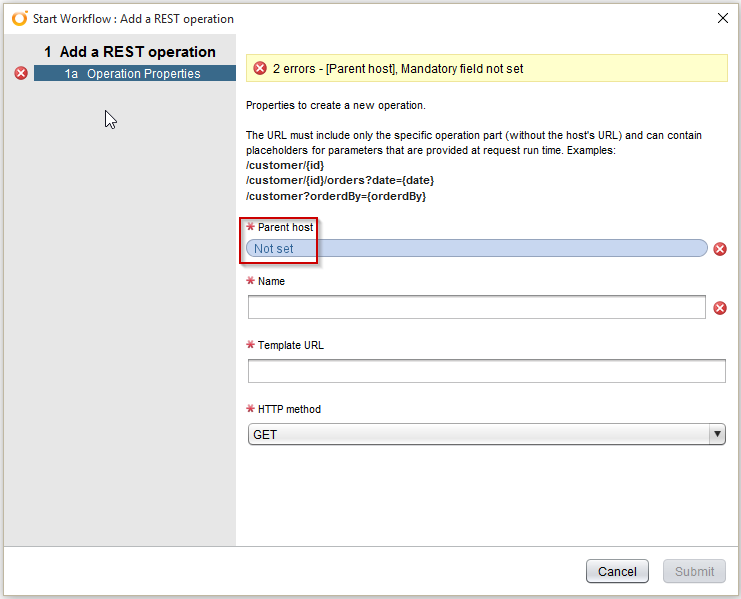 Start Workflow : Add a REST operation
1 Add a REST operation
1a Operation Properties
2 errors - [Parent host], Mandatory field not set
Properties to create a new operation.
The URL must include only the specific operation part (without the host's URL) and can contain
placeholders for parameters that are provided at request run time. Examples:
/customer/{id}
/customer/{id}/orders?date={date}
/customer?orderdBy={orderdBy}
* Parent host
Not set
* Name
* Template URL
* HTTP method
GET
Cancel
Submit